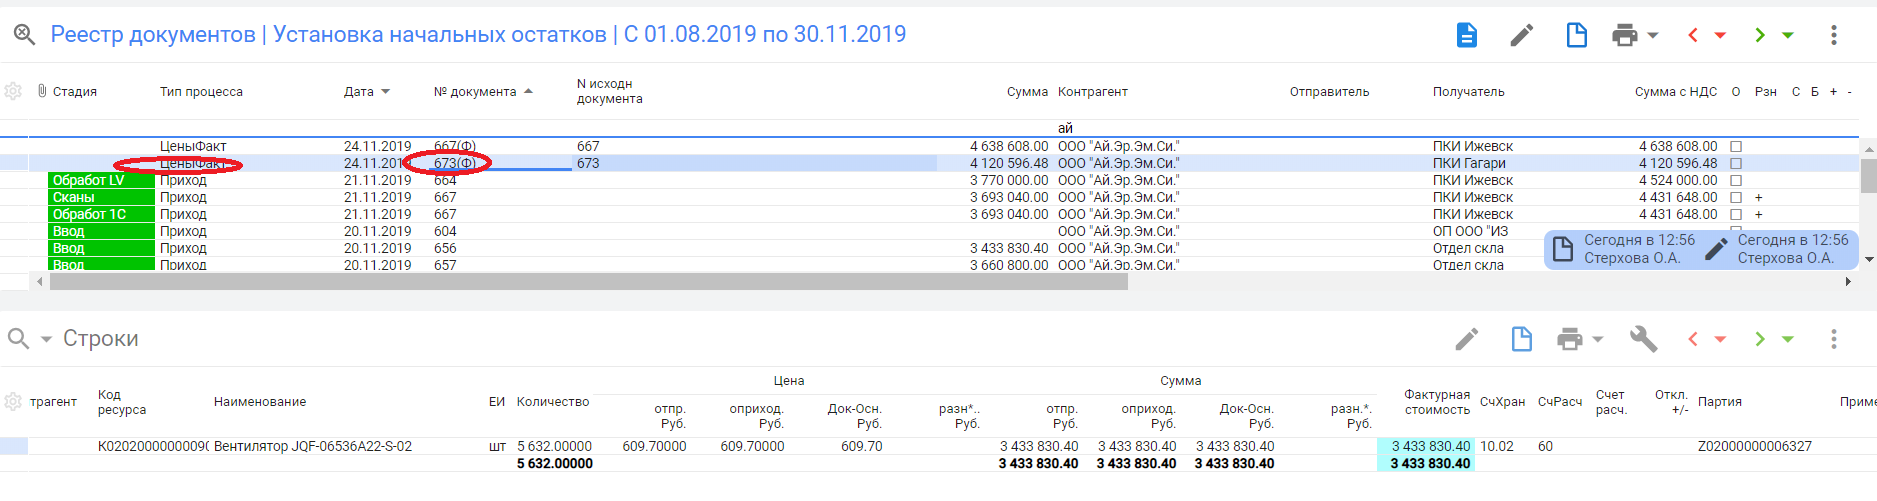 Реестр документов | Установка начальных остатков | С 01.08.2019 по 30.11.2019
Стадия Тип процесса Дата № документа N исходн документа Сумма Контрагент Отправитель Получатель Сумма с НДС О Рзн С Б + -
ай
ЦеныФакт 24.11.2019 667(Ф) 667 4 638 608.00 ООО "Ай.Эр.Эм.Си." ПКИ Ижевск 4 638 608.00
ЦеныФакт 24.11.2019 673(Ф) 673 4 120 596.48 ООО "Ай.Эр.Эм.Си." ПКИ Гагари 4 120 596.48
Обработ LV Приход 21.11.2019 664 3 770 000.00 ООО "Ай.Эр.Эм.Си." ПКИ Ижевск 4 524 000.00
Сканы Приход 21.11.2019 667 3 693 040.00 ООО "Ай.Эр.Эм.Си." ПКИ Ижевск 4 431 648.00 +
Обработ 1С Приход 21.11.2019 667 3 693 040.00 ООО "Ай.Эр.Эм.Си." ПКИ Ижевск 4 431 648.00 +
Ввод Приход 20.11.2019 604 ООО "Ай.Эр.Эм.Си." ОП ООО "ИЗ
Ввод Приход 20.11.2019 656 3 433 830.40 ООО "Ай.Эр.Эм.Си." Отдел скла
Ввод Приход 20.11.2019 657 3 660 800.00 ООО "Ай.Эр.Эм.Си." Отдел скла
Сегодня в 12:56 Сегодня в 12:56
Стерхова О.А. Стерхова О.А.
Строки
Цена Сумма
трагент Код ресурса Наименование ЕИ Количество отпр. Руб. оприход. Руб. Док-Осн. Руб. разн*.. Руб. отпр. Руб. оприход. Руб. Док-Осн. Руб. разн.*. Руб. Фактурная стоимость СчХран СчРасч Счет расч. Откл. +/- Партия Приме
К02020000000090 Вентилятор JQF-06536A22-S-02 шт 5 632.00000 609.70000 609.70000 609.70 3 433 830.40 3 433 830.40 3 433 830.40 3 433 830.40 10.02 60 Z02000000006327
5 632.00000 3 433 830.40 3 433 830.40 3 433 830.40 3 433 830.40